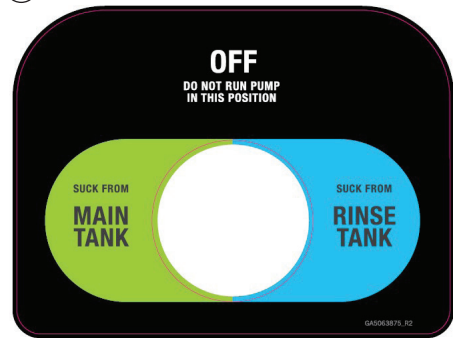 OFF
DO NOT RUN PUMP
IN THIS POSITION
SUCK FROM
MAIN
TANK
SUCK FROM
RINSE
TANK
GA5063875_R2